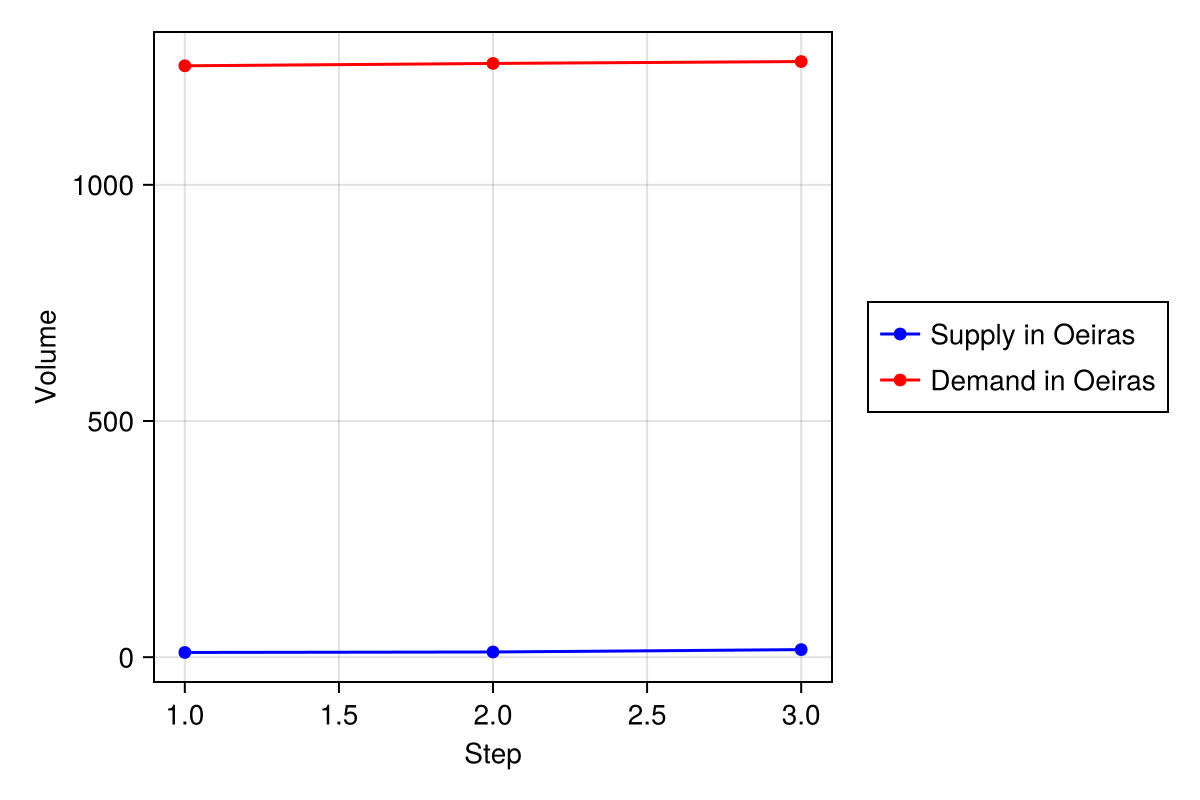 1000
500
0
Volume
1.0 1.5 2.0 2.5 3.0
Step
Supply in Oeiras
Demand in Oeiras